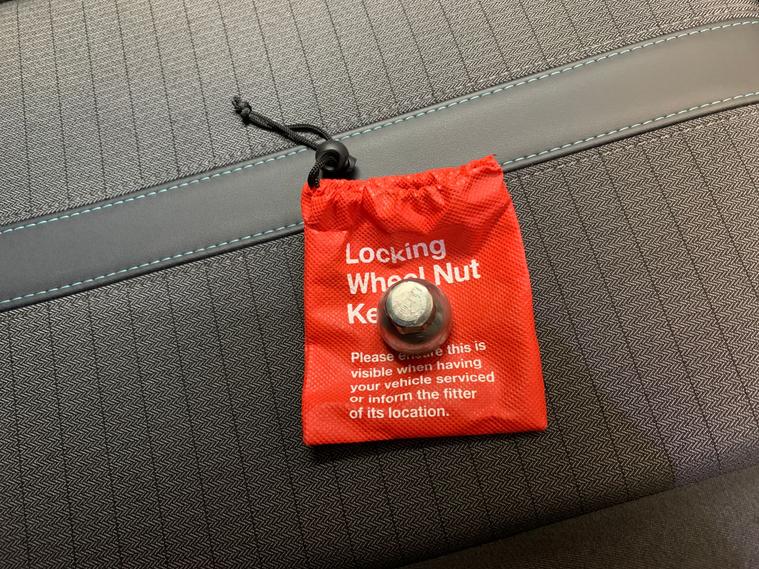 Locking
Wheel Nut
Ke
Please ensure this is
visible when having
your vehicle serviced
or inform the fitter
of its location.